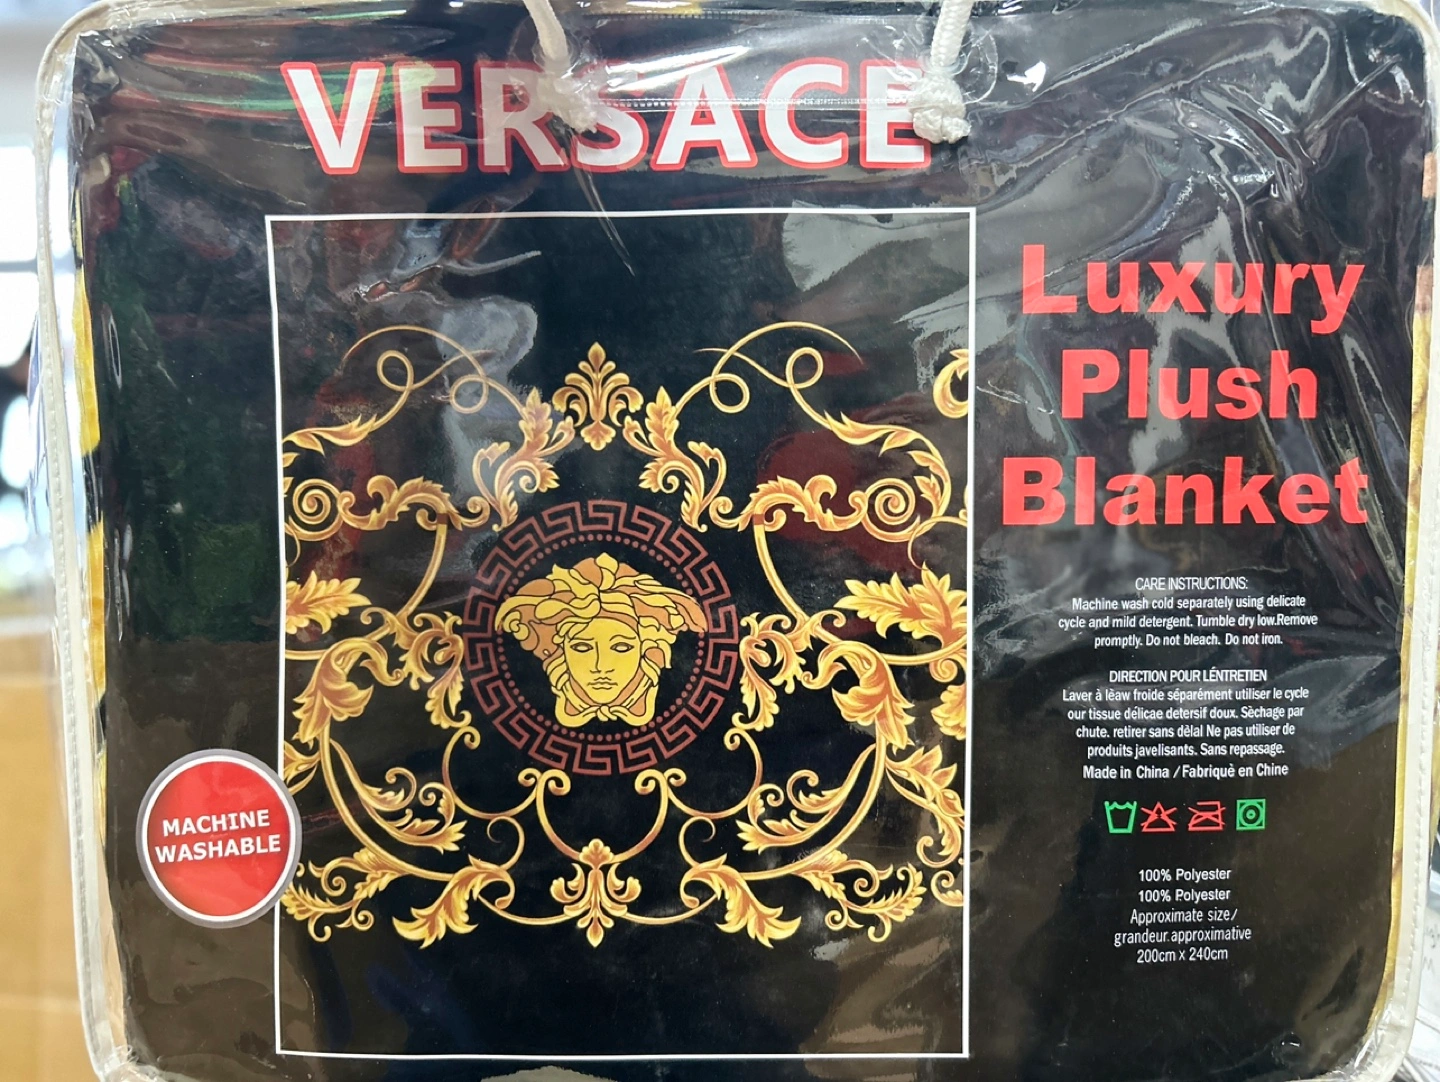 VERSACE
Luxury
Plush
Blanket
CARE INSTRUCTIONS:
Machine wash cold separately using delicate
cycle and mild detergent. Tumble dry low.Remove
promptly. Do not bleach. Do not iron.
DIRECTION POUR LÉNTRETIEN
Laver à lèaw froide séparément utiliser le cycle
our tissue délicae detersif doux. Sèchage par
chute. retirer sans dèlal Ne pas utiliser de
produits javelisants. Sans repassage.
Made in China / Fabriquè en Chine
MACHINE
WASHABLE
100% Polyester
100% Polyester
Approximate size/
grandeur.approximative
200cm x 240cm